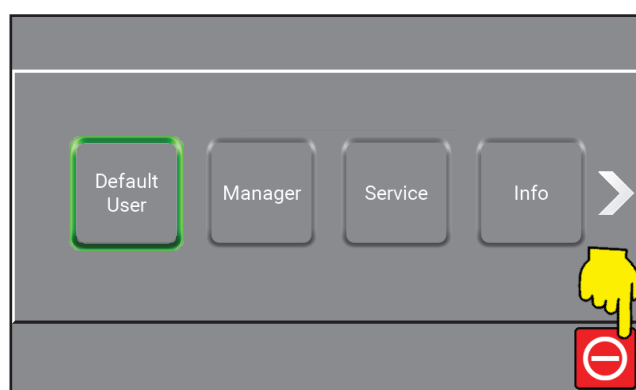 Default
User
Manager
Service
Info